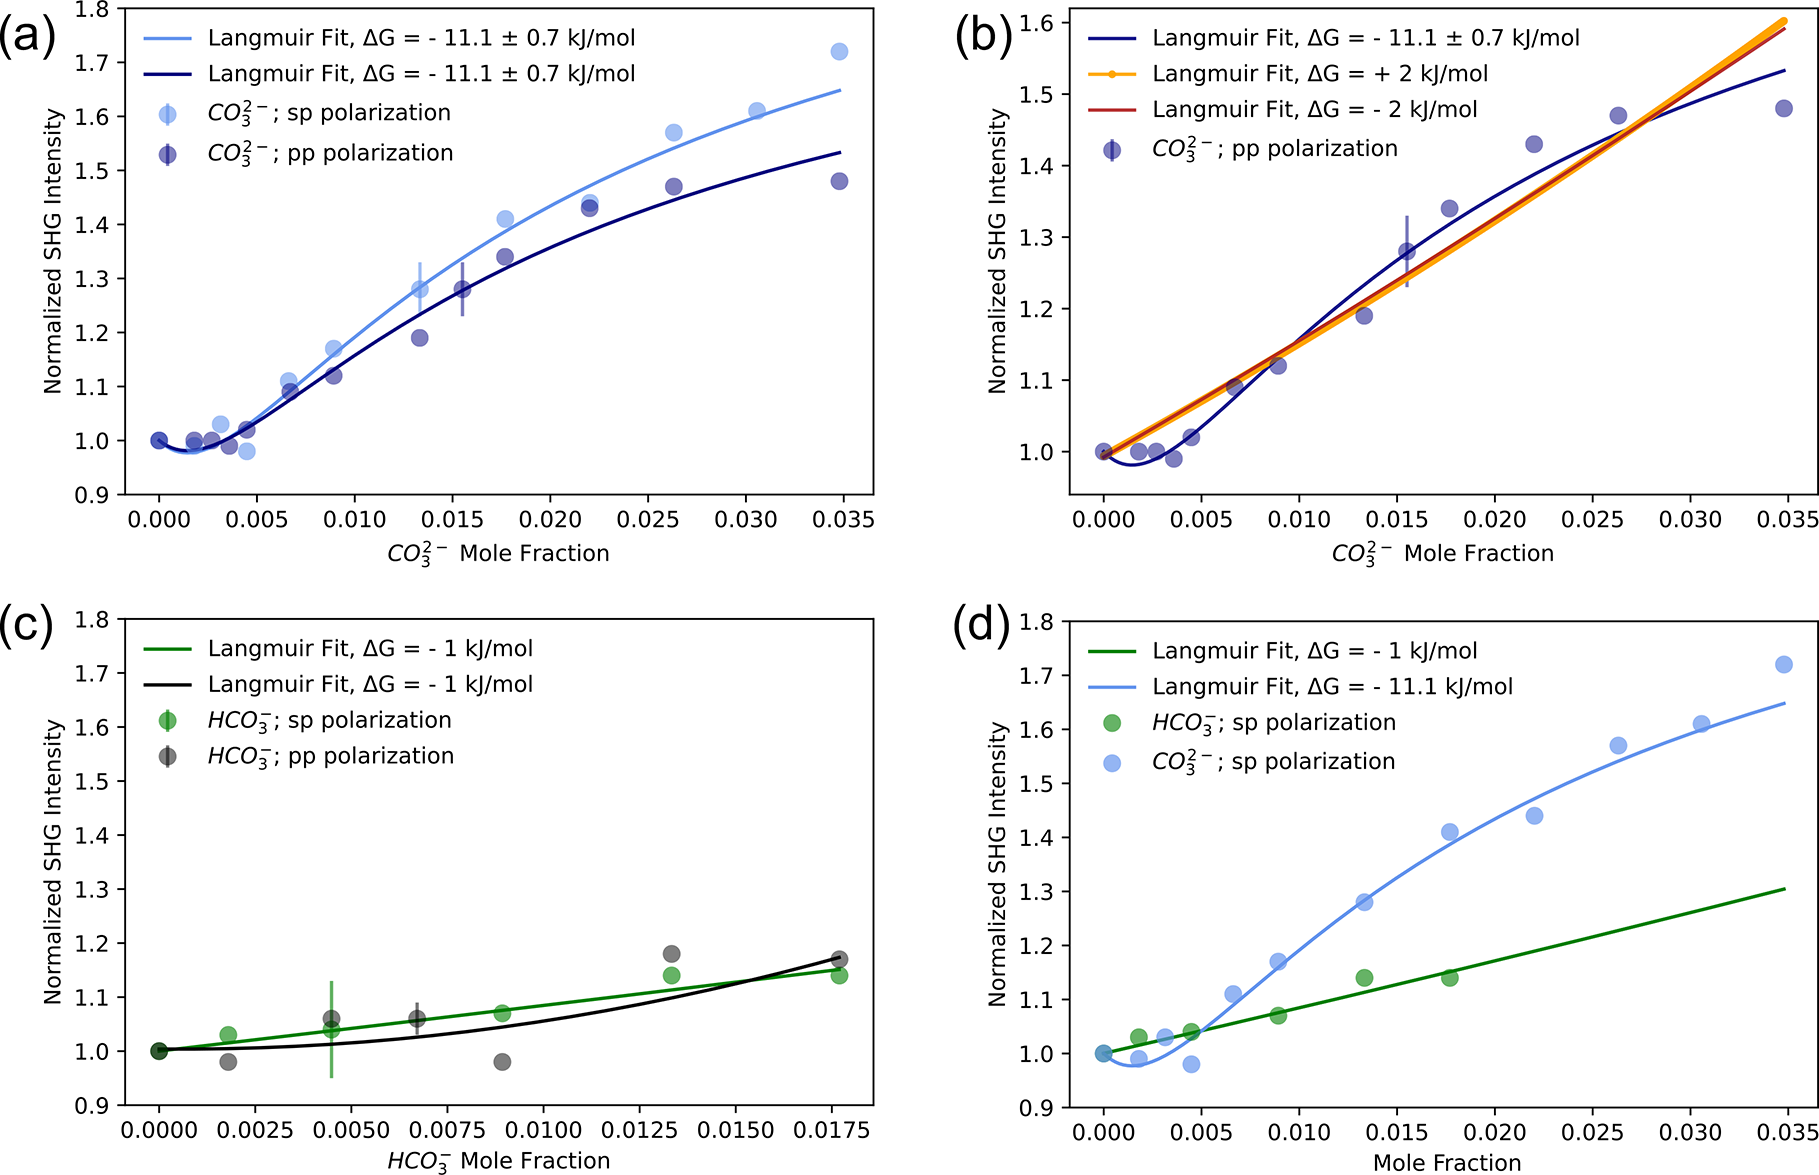 (a)
Langmuir Fit, ΔG = - 11.1 ± 0.7 kJ/mol
Langmuir Fit, ΔG = - 11.1 ± 0.7 kJ/mol
CO₃²⁻; sp polarization
CO₃²⁻; pp polarization
Normalized SHG Intensity
1.8
1.7
1.6
1.5
1.4
1.3
1.2
1.1
1.0
0.9
0.000 0.005 0.010 0.015 0.020 0.025 0.030 0.035
CO₃²⁻ Mole Fraction
(b)
Langmuir Fit, ΔG = - 11.1 ± 0.7 kJ/mol
Langmuir Fit, ΔG = + 2 kJ/mol
Langmuir Fit, ΔG = - 2 kJ/mol
CO₃²⁻; pp polarization
Normalized SHG Intensity
1.6
1.5
1.4
1.3
1.2
1.1
1.0
0.000 0.005 0.010 0.015 0.020 0.025 0.030 0.035
CO₃²⁻ Mole Fraction
(c)
Langmuir Fit, ΔG = - 1 kJ/mol
Langmuir Fit, ΔG = - 1 kJ/mol
HCO₃⁻; sp polarization
HCO₃⁻; pp polarization
Normalized SHG Intensity
1.8
1.7
1.6
1.5
1.4
1.3
1.2
1.1
1.0
0.9
0.0000 0.0025 0.0050 0.0075 0.0100 0.0125 0.0150 0.0175
HCO₃⁻ Mole Fraction
(d)
Langmuir Fit, ΔG = - 1 kJ/mol
Langmuir Fit, ΔG = - 11.1 kJ/mol
HCO₃⁻; sp polarization
CO₃²⁻; sp polarization
Normalized SHG Intensity
1.8
1.7
1.6
1.5
1.4
1.3
1.2
1.1
1.0
0.9
0.000 0.005 0.010 0.015 0.020 0.025 0.030 0.035
Mole Fraction